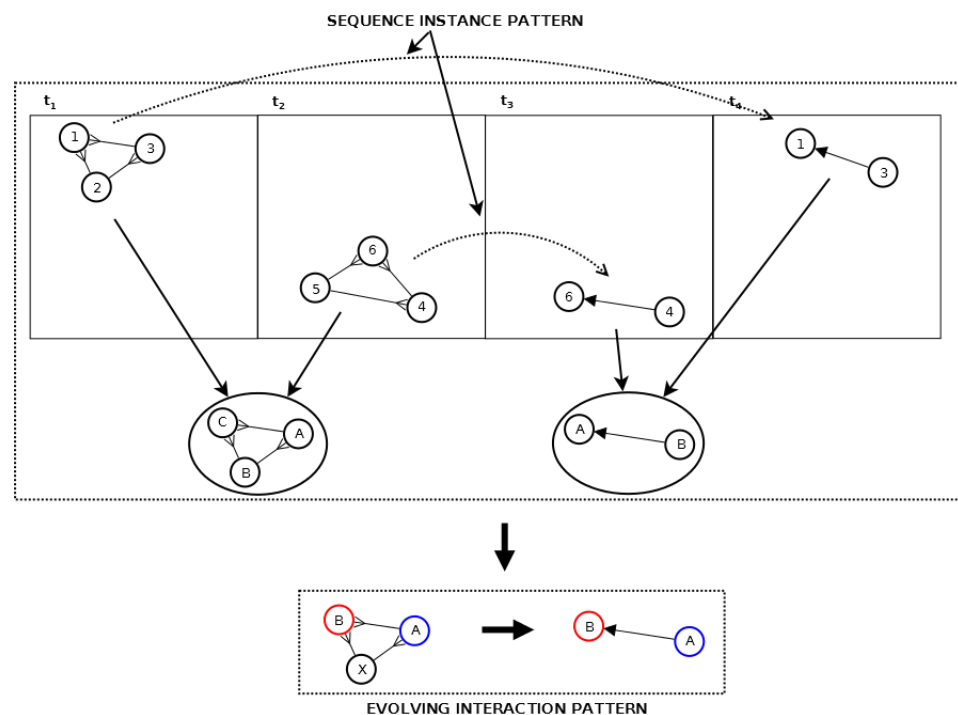 SEQUENCE INSTANCE PATTERN
t1 t2 t3 t4
1 3 2
6 5 4
6 4
1 3
C A B
A B
B A X
B A
EVOLVING INTERACTION PATTERN